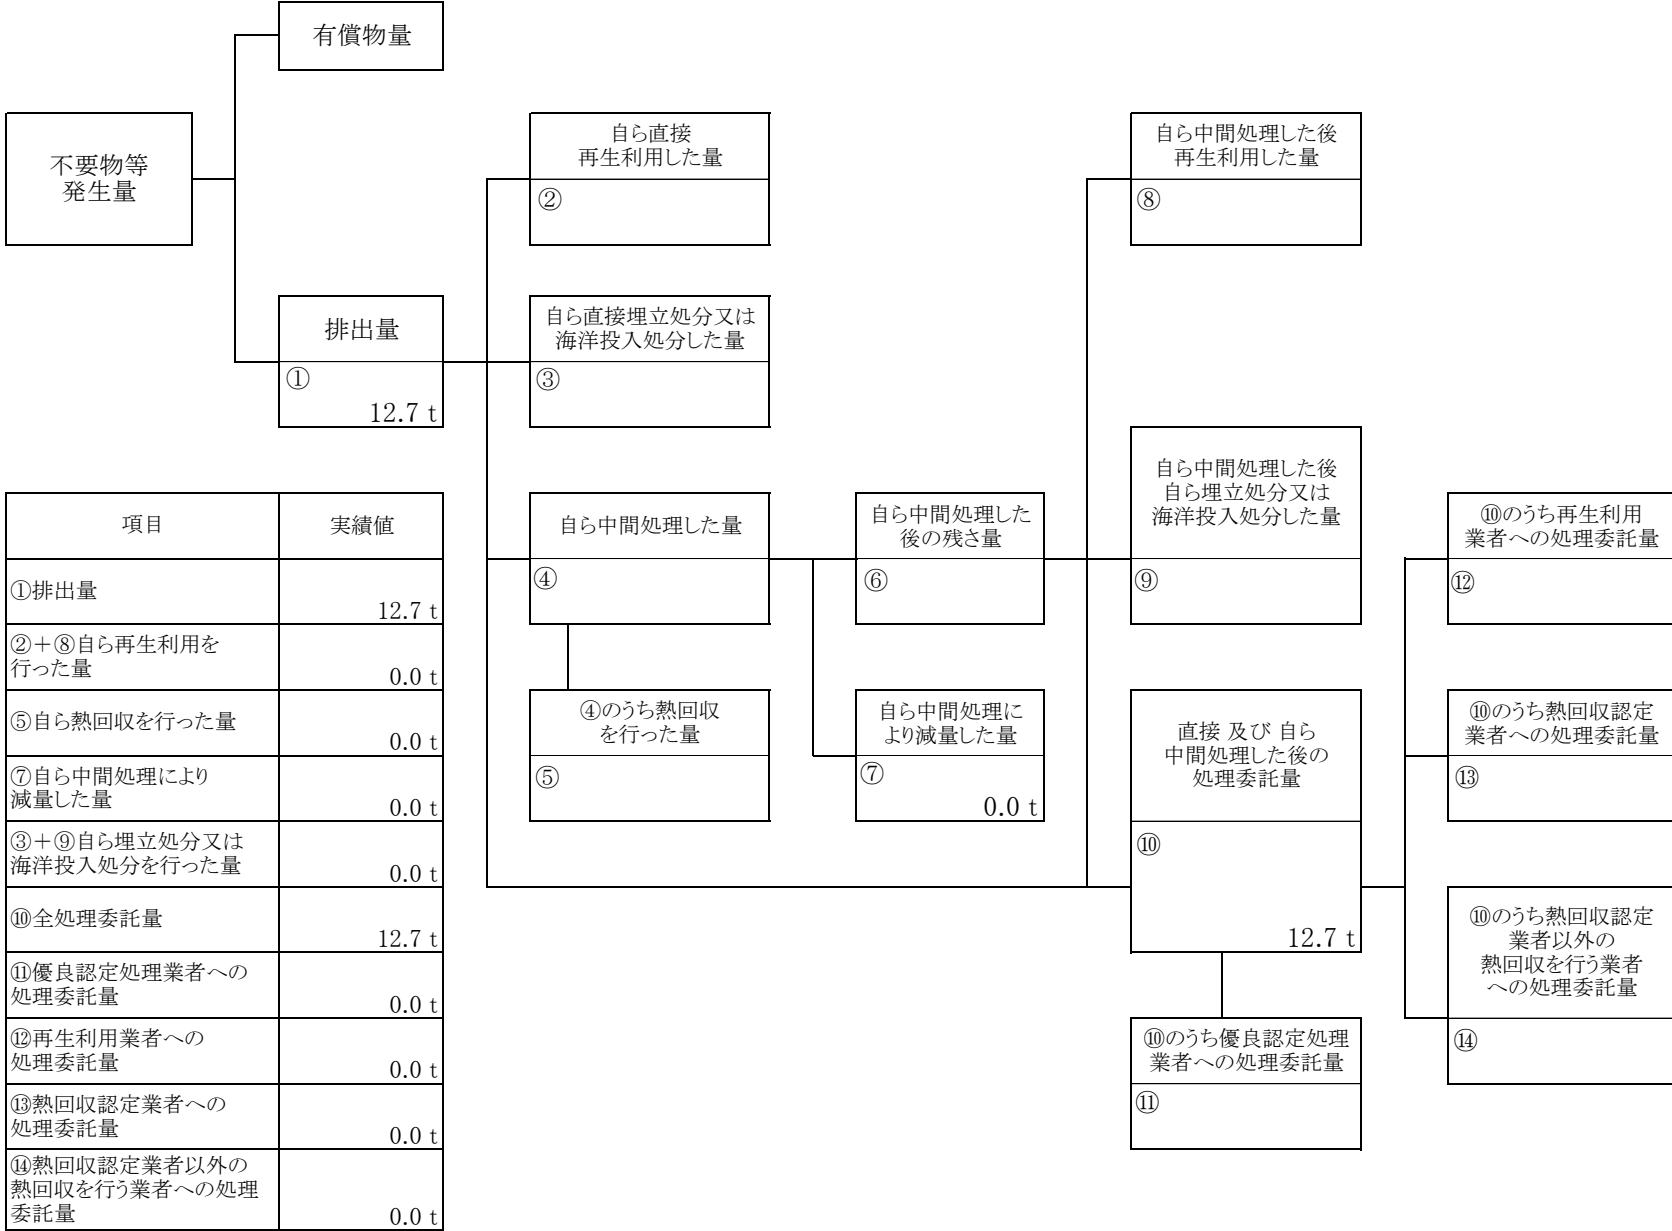 有償物量
不要物等
発生量
自ら直接
再生利用した量
②
自ら中間処理した後
再生利用した量
⑧
排出量
①
12.7 t
自ら直接埋立処分又は
海洋投入処分した量
③
自ら中間処理した量
④
自ら中間処理した
後の残さ量
⑥
自ら中間処理した後
自ら埋立処分又は
海洋投入処分した量
⑨
⑩のうち再生利用
業者への処理委託量
⑫
④のうち熱回収
を行った量
⑤
自ら中間処理に
より減量した量
⑦
0.0 t
直接 及び 自ら
中間処理した後の
処理委託量
⑩
12.7 t
⑩のうち熱回収認定
業者への処理委託量
⑬
⑩のうち熱回収認定
業者以外の
熱回収を行う業者
への処理委託量
⑭
⑩のうち優良認定処理
業者への処理委託量
⑪
項目 実績値
①排出量
12.7 t
②＋⑧自ら再生利用を
行った量
0.0 t
⑤自ら熱回収を行った量
0.0 t
⑦自ら中間処理により
減量した量
0.0 t
③＋⑨自ら埋立処分又は
海洋投入処分を行った量
0.0 t
⑩全処理委託量
12.7 t
⑪優良認定処理業者への
処理委託量
0.0 t
⑫再生利用業者への
処理委託量
0.0 t
⑬熱回収認定業者への
処理委託量
0.0 t
⑭熱回収認定業者以外の
熱回収を行う業者への処理
委託量
0.0 t